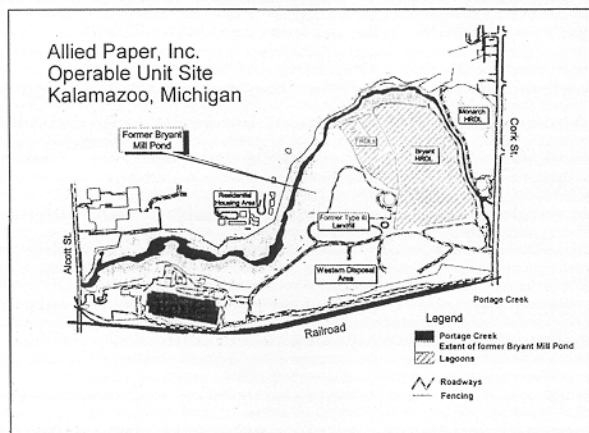 Allied Paper, Inc.
Operable Unit Site
Kalamazoo, Michigan
Former Bryant
Mill Pond
Monarch
HRDL
Cork St.
Bryant
HRDL
FRDLs
Residential
Housing Area
Former Type III
Landfill
Alcott St.
Western Disposal
Area
Portage Creek
Railroad
Legend
Portage Creek
Extent of former Bryant Mill Pond
Lagoons
Roadways
Fencing